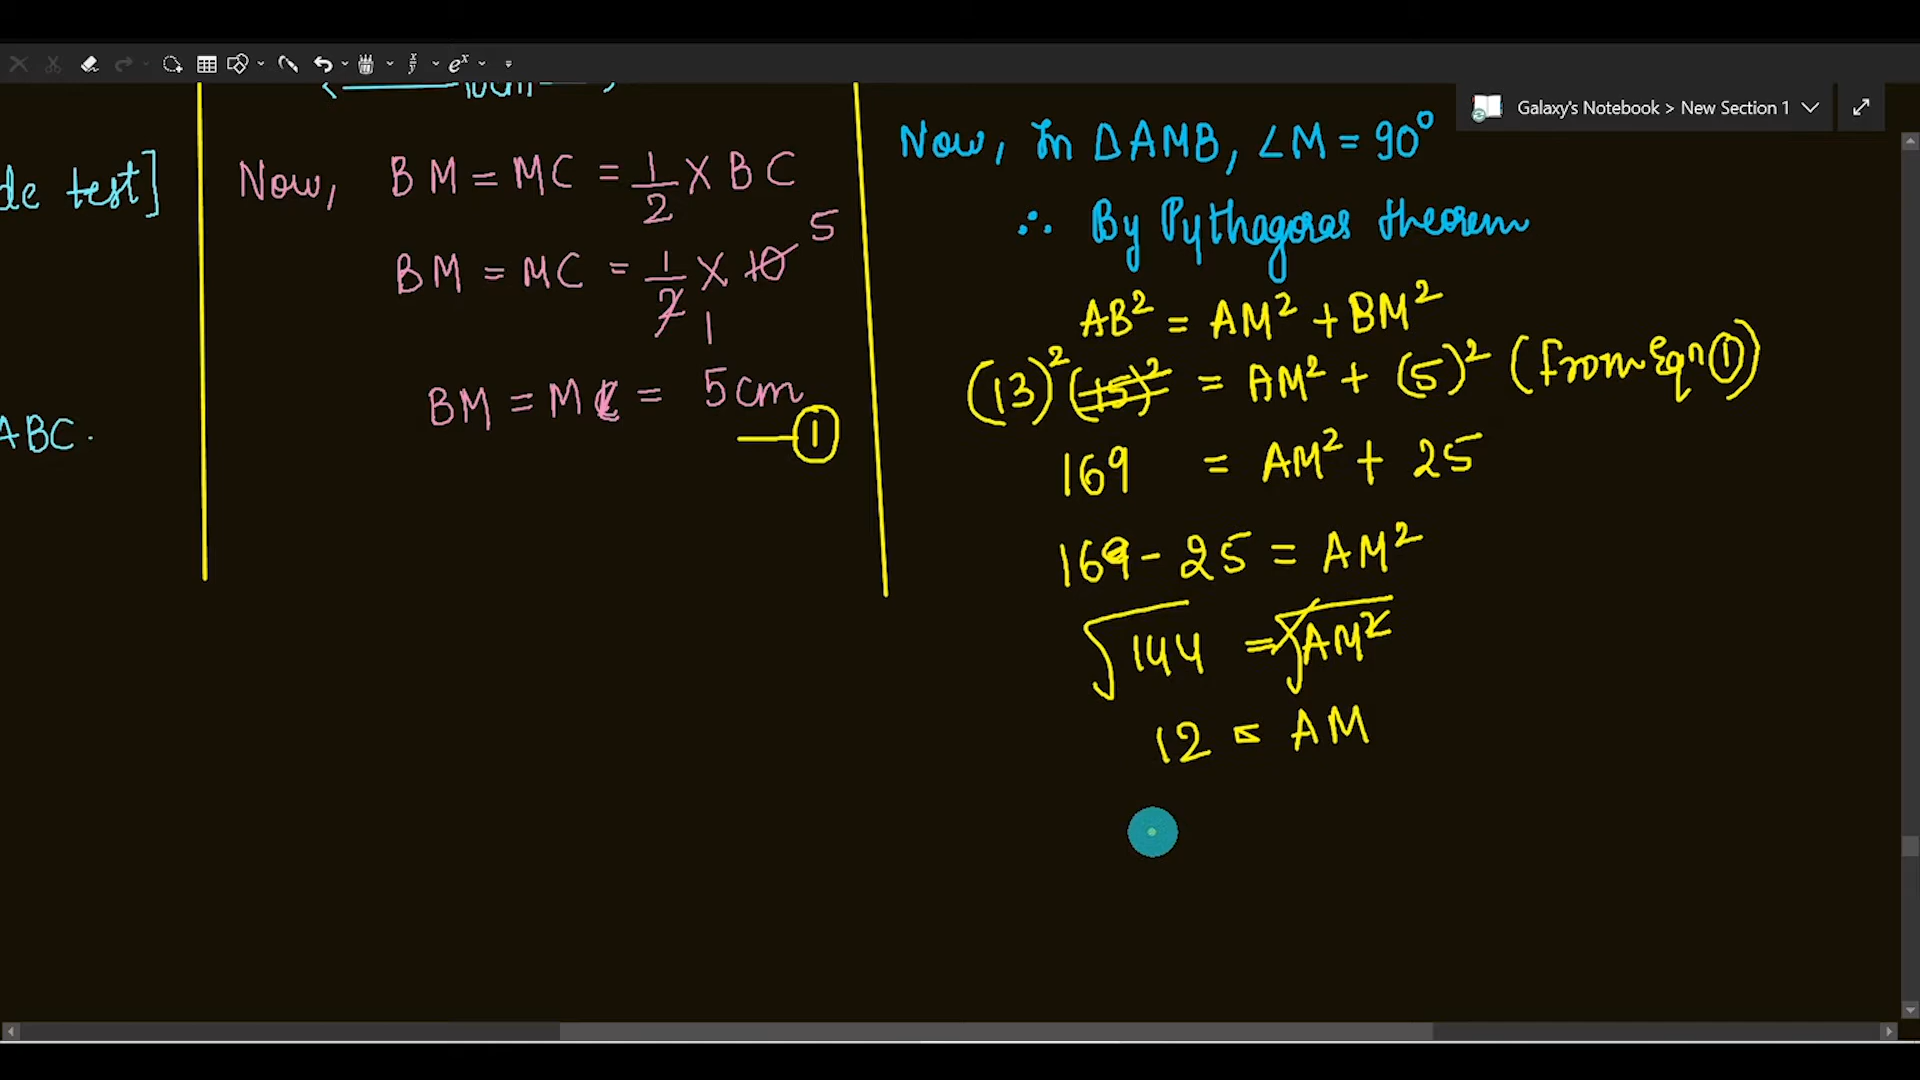 Galaxy's Notebook > New Section 1
de test]
ABC.
Now, BM = MC = 1/2 X BC
BM = MC = 1/2 X 10 5
1
BM = MC = 5cm
— ①
Now, In ΔAMB, ∠M = 90°
∴ By Pythagoras theorem
AB² = AM² + BM²
(13)² (15)² = AM² + (5)² (from Eqn ①)
169 = AM² + 25
169 - 25 = AM²
√144 = √AM²
12 = AM